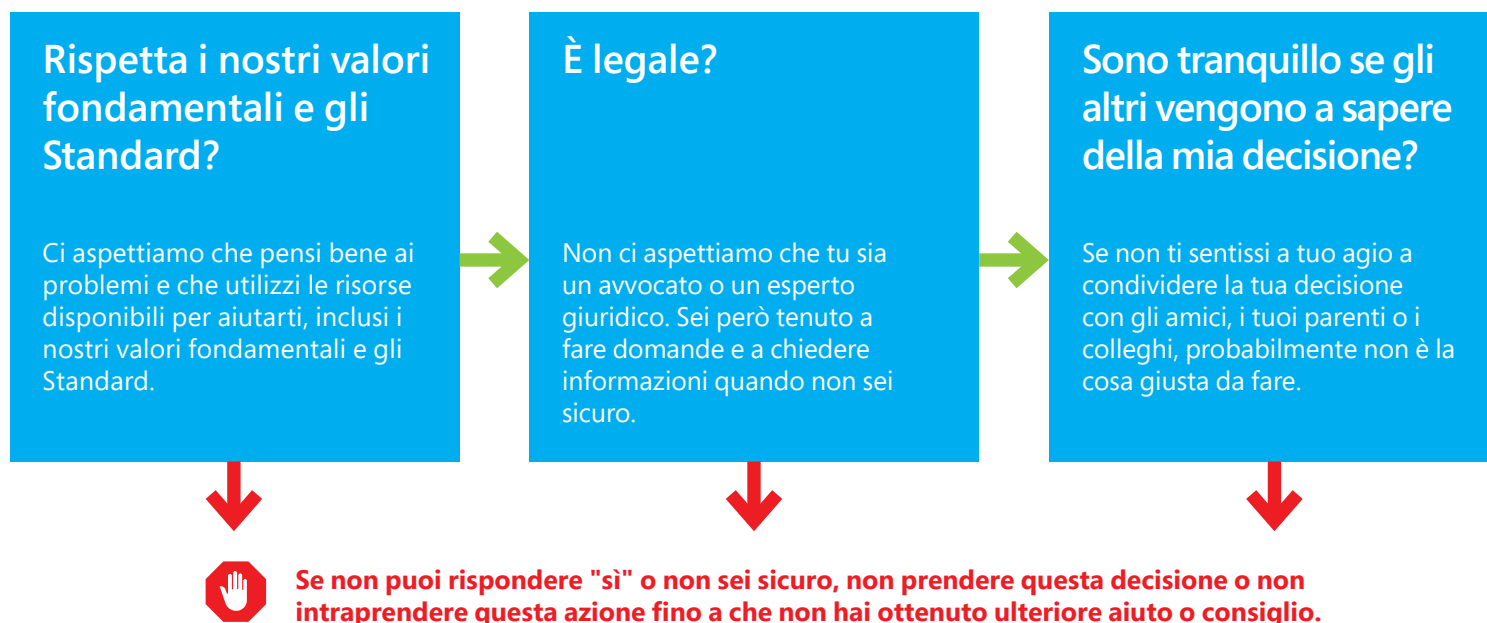 Rispetta i nostri valori
fondamentali e gli
Standard?
Ci aspettiamo che pensi bene ai
problemi e che utilizzi le risorse
disponibili per aiutarti, inclusi i
nostri valori fondamentali e gli
Standard.
È legale?
Non ci aspettiamo che tu sia
un avvocato o un esperto
giuridico. Sei però tenuto a
fare domande e a chiedere
informazioni quando non sei
sicuro.
Sono tranquillo se gli
altri vengono a sapere
della mia decisione?
Se non ti sentissi a tuo agio a
condividere la tua decisione
con gli amici, i tuoi parenti o i
colleghi, probabilmente non è la
cosa giusta da fare.
Se non puoi rispondere "sì" o non sei sicuro, non prendere questa decisione o non
intraprendere questa azione fino a che non hai ottenuto ulteriore aiuto o consiglio.